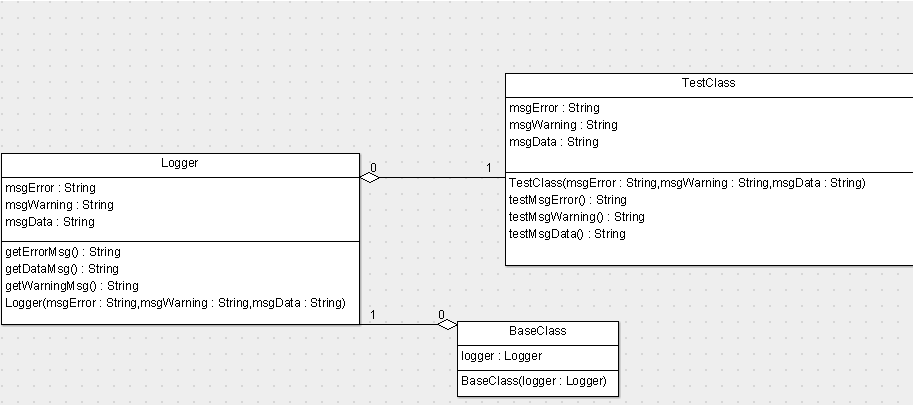 TestClass
msgError : String
msgWarning : String
msgData : String
TestClass(msgError : String,msgWarning : String,msgData : String)
testMsgError() : String
testMsgWarning() : String
testMsgData() : String
Logger
msgError : String
msgWarning : String
msgData : String
getErrorMsg() : String
getDataMsg() : String
getWarningMsg() : String
Logger(msgError : String,msgWarning : String,msgData : String)
0
1
1
0
BaseClass
logger : Logger
BaseClass(logger : Logger)